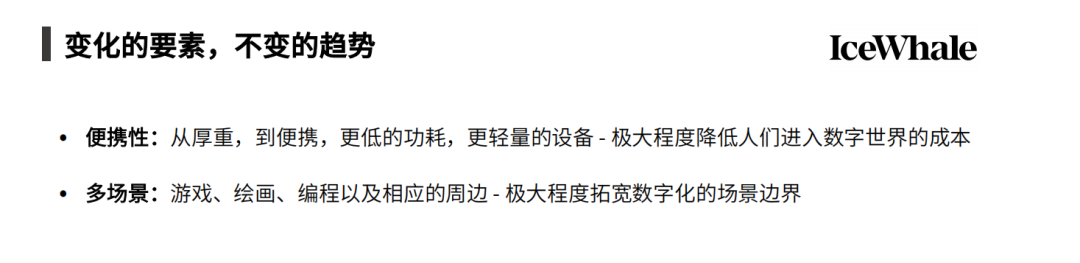 变化的要素，不变的趋势
IceWhale
• 便携性：从厚重，到便携，更低的功耗，更轻量的设备 - 极大程度降低人们进入数字世界的成本
• 多场景：游戏、绘画、编程以及相应的周边 - 极大程度拓宽数字化的场景边界